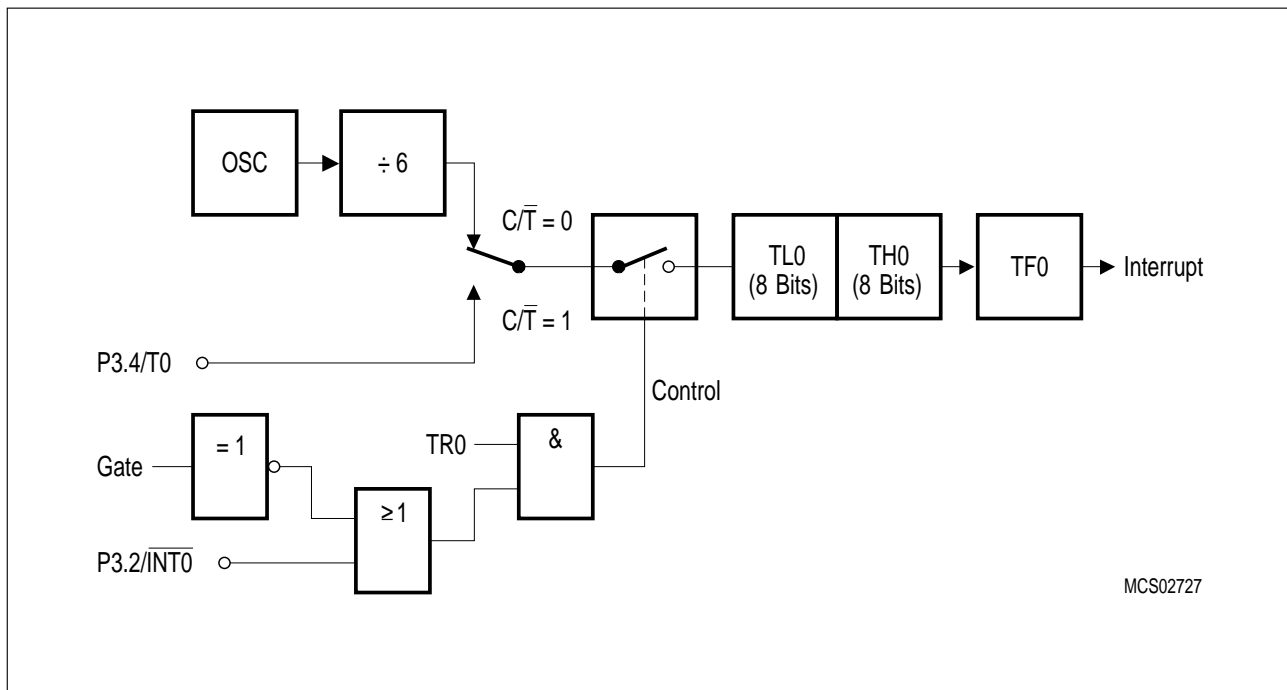 OSC
÷ 6
C/T̅ = 0
C/T̅ = 1
TL0
(8 Bits)
TH0
(8 Bits)
TF0
Interrupt
P3.4/T0
Control
TR0
&
= 1
Gate
≥ 1
P3.2/I̅N̅T̅0̅
MCS02727